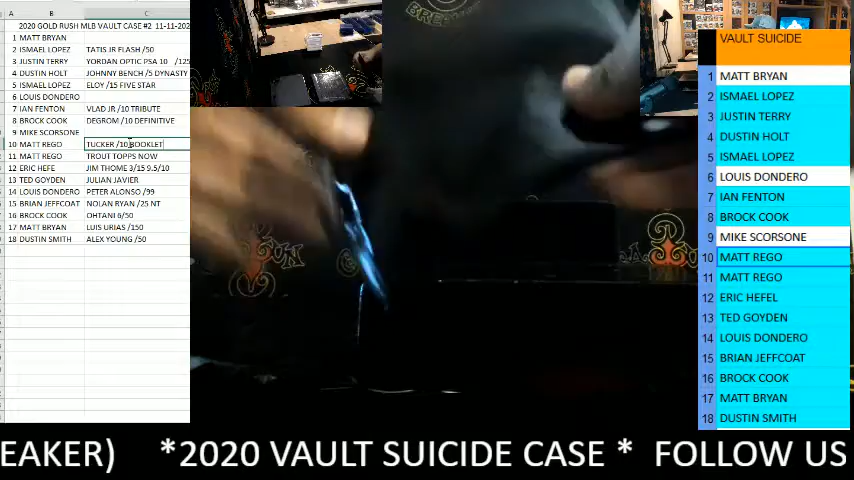 A B C
2020 GOLD RUSH MLB VAULT CASE #2 11-11-202
1 MATT BRYAN
2 ISMAEL LOPEZ TATIS JR FLASH /50
3 JUSTIN TERRY YORDAN OPTIC PSA 10 /125
4 DUSTIN HOLT JOHNNY BENCH /5 DYNASTY
5 ISMAEL LOPEZ ELOY /15 FIVE STAR
6 LOUIS DONDERO
7 IAN FENTON VLAD JR /10 TRIBUTE
8 BROCK COOK DEGROM /10 DEFINITIVE
9 MIKE SCORSONE
10 MATT REGO TUCKER /10 BOOKLET
11 MATT REGO TROUT TOPPS NOW
12 ERIC HEFE JIM THOME 3/15 9.5/10
13 TED GOYDEN JULIAN JAVIER
14 LOUIS DONDERO PETER ALONSO /99
15 BRIAN JEFFCOAT NOLAN RYAN /25 NT
16 BROCK COOK OHTANI 6/50
17 MATT BRYAN LUIS URIAS /150
18 DUSTIN SMITH ALEX YOUNG /50
VAULT SUICIDE
1 MATT BRYAN
2 ISMAEL LOPEZ
3 JUSTIN TERRY
4 DUSTIN HOLT
5 ISMAEL LOPEZ
6 LOUIS DONDERO
7 IAN FENTON
8 BROCK COOK
9 MIKE SCORSONE
10 MATT REGO
11 MATT REGO
12 ERIC HEFEL
13 TED GOYDEN
14 LOUIS DONDERO
15 BRIAN JEFFCOAT
16 BROCK COOK
17 MATT BRYAN
18 DUSTIN SMITH
EAKER) *2020 VAULT SUICIDE CASE * FOLLOW US